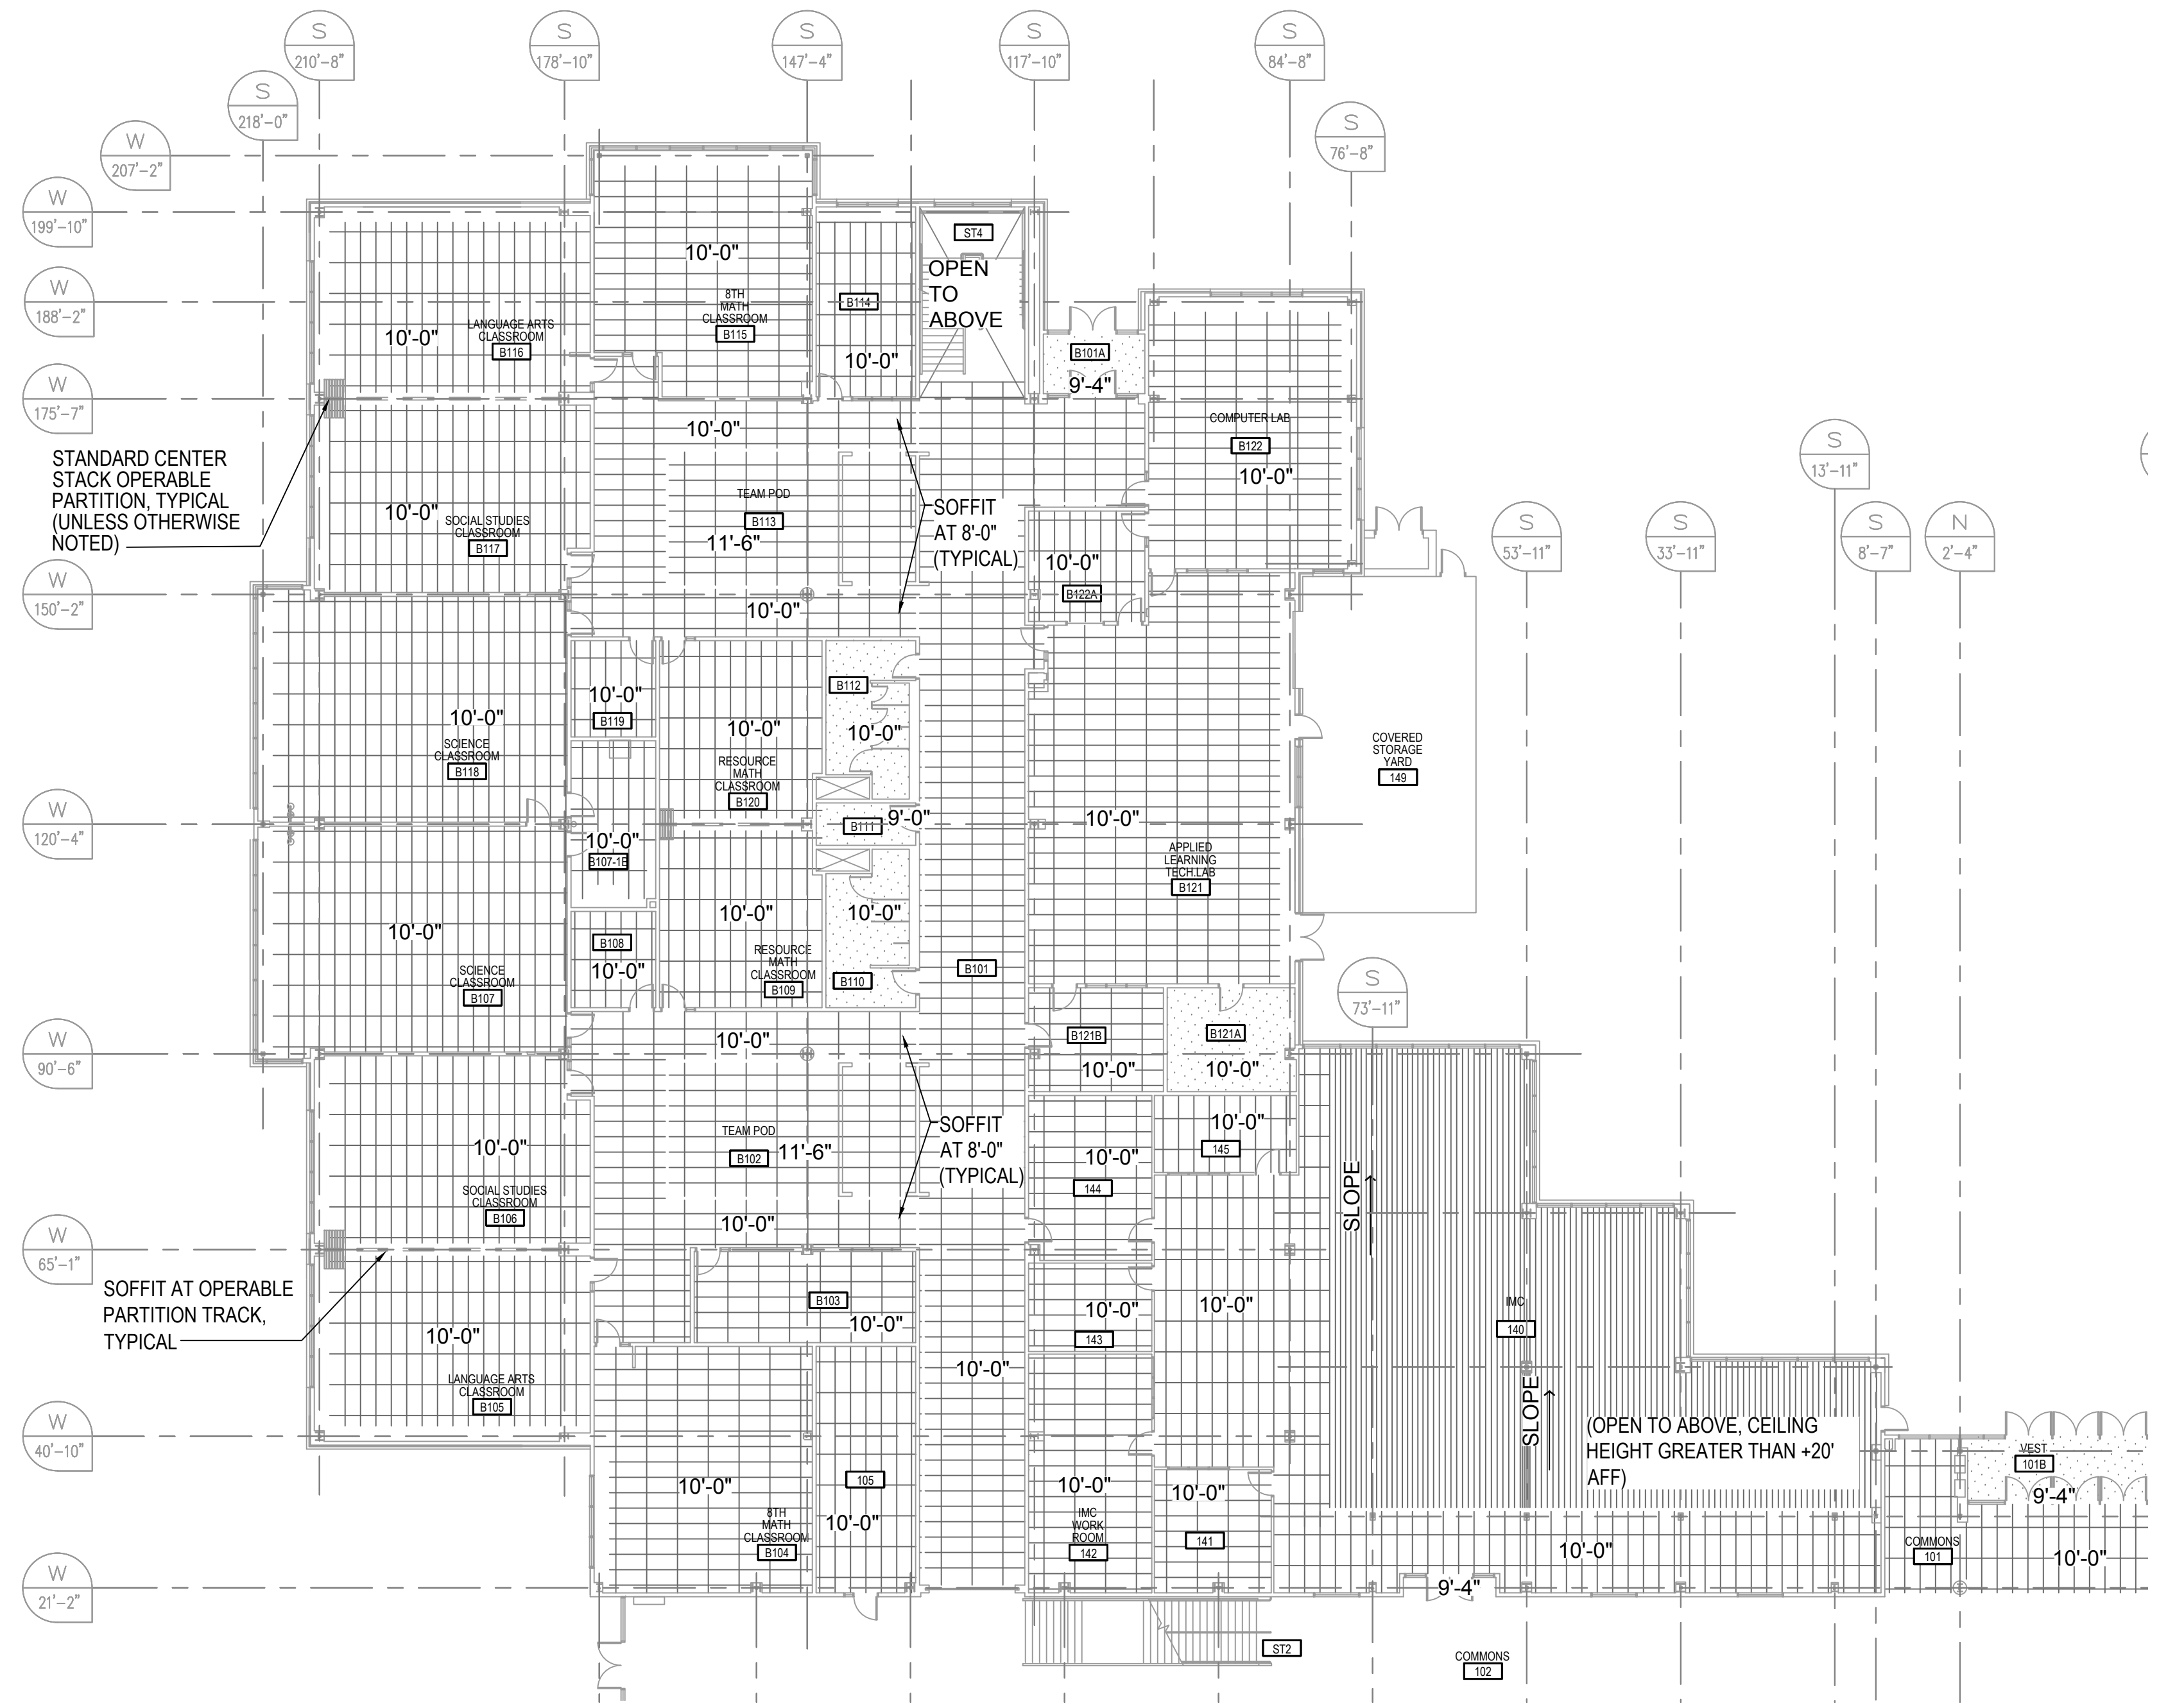 S
210'-8"
S
178'-10"
S
147'-4"
S
117'-10"
S
84'-8"
S
218'-0"
S
76'-8"
W
207'-2"
W
199'-10"
W
188'-2"
W
175'-7"
W
150'-2"
W
120'-4"
W
90'-6"
W
65'-1"
W
40'-10"
W
21'-2"
S
13'-11"
S
53'-11"
S
33'-11"
S
8'-7"
N
2'-4"
S
73'-11"
ST4
OPEN
TO
ABOVE
10'-0"
8TH
MATH
CLASSROOM
B115
B114
10'-0"
10'-0"
LANGUAGE ARTS
CLASSROOM
B116
B101A
9'-4"
COMPUTER LAB
B122
10'-0"
STANDARD CENTER
STACK OPERABLE
PARTITION, TYPICAL
(UNLESS OTHERWISE
NOTED)
10'-0"
SOCIAL STUDIES
CLASSROOM
B117
10'-0"
TEAM POD
B113
11'-6"
10'-0"
SOFFIT
AT 8'-0"
(TYPICAL)
10'-0"
B122A
10'-0"
SCIENCE
CLASSROOM
B118
10'-0"
B119
10'-0"
RESOURCE
MATH
CLASSROOM
B120
B112
10'-0"
B111
9'-0"
10'-0"
B107-1B
10'-0"
APPLIED
LEARNING
TECH.LAB
B121
COVERED
STORAGE
YARD
149
10'-0"
SCIENCE
CLASSROOM
B107
B108
10'-0"
10'-0"
RESOURCE
MATH
CLASSROOM
B109
10'-0"
B110
B101
B121B
10'-0"
B121A
10'-0"
10'-0"
TEAM POD
B102
11'-6"
10'-0"
SOFFIT
AT 8'-0"
(TYPICAL)
10'-0"
144
10'-0"
145
10'-0"
SOCIAL STUDIES
CLASSROOM
B106
SOFFIT AT OPERABLE
PARTITION TRACK,
TYPICAL
10'-0"
LANGUAGE ARTS
CLASSROOM
B105
B103
10'-0"
10'-0"
143
10'-0"
10'-0"
SLOPE
IMC
140
SLOPE
(OPEN TO ABOVE, CEILING
HEIGHT GREATER THAN +20'
AFF)
10'-0"
8TH
MATH
CLASSROOM
B104
105
10'-0"
10'-0"
IMC
WORK
ROOM
142
10'-0"
141
10'-0"
9'-4"
VEST
101B
9'-4"
COMMONS
101
10'-0"
ST2
COMMONS
102